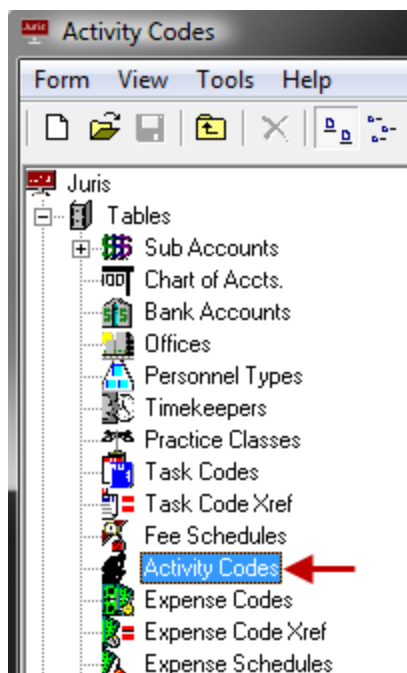 Activity Codes
Form View Tools Help
Juris
Tables
Sub Accounts
Chart of Accts.
Bank Accounts
Offices
Personnel Types
Timekeepers
Practice Classes
Task Codes
Task Code Xref
Fee Schedules
Activity Codes
Expense Codes
Expense Code Xref
Expense Schedules